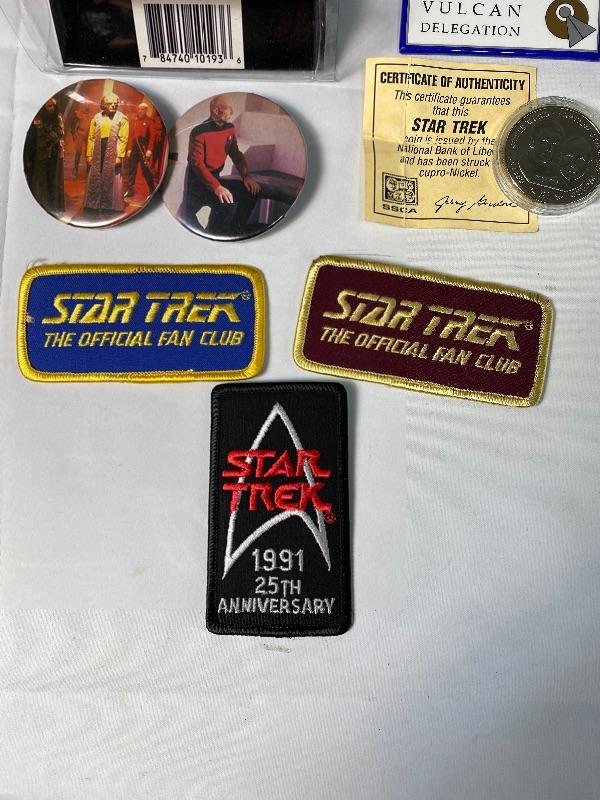 7 84740 10193 6
VULCAN
DELEGATION
CERTIFICATE OF AUTHENTICITY
This certificate guarantees
that this
STAR TREK
coin is issued by the
National Bank of
and has been struck
cupro-Nickel.
SSCA
STAR TREK®
THE OFFICIAL FAN CLUB
STAR TREK®
THE OFFICIAL FAN CLUB
STAR
TREK®
1991
25TH
ANNIVERSARY